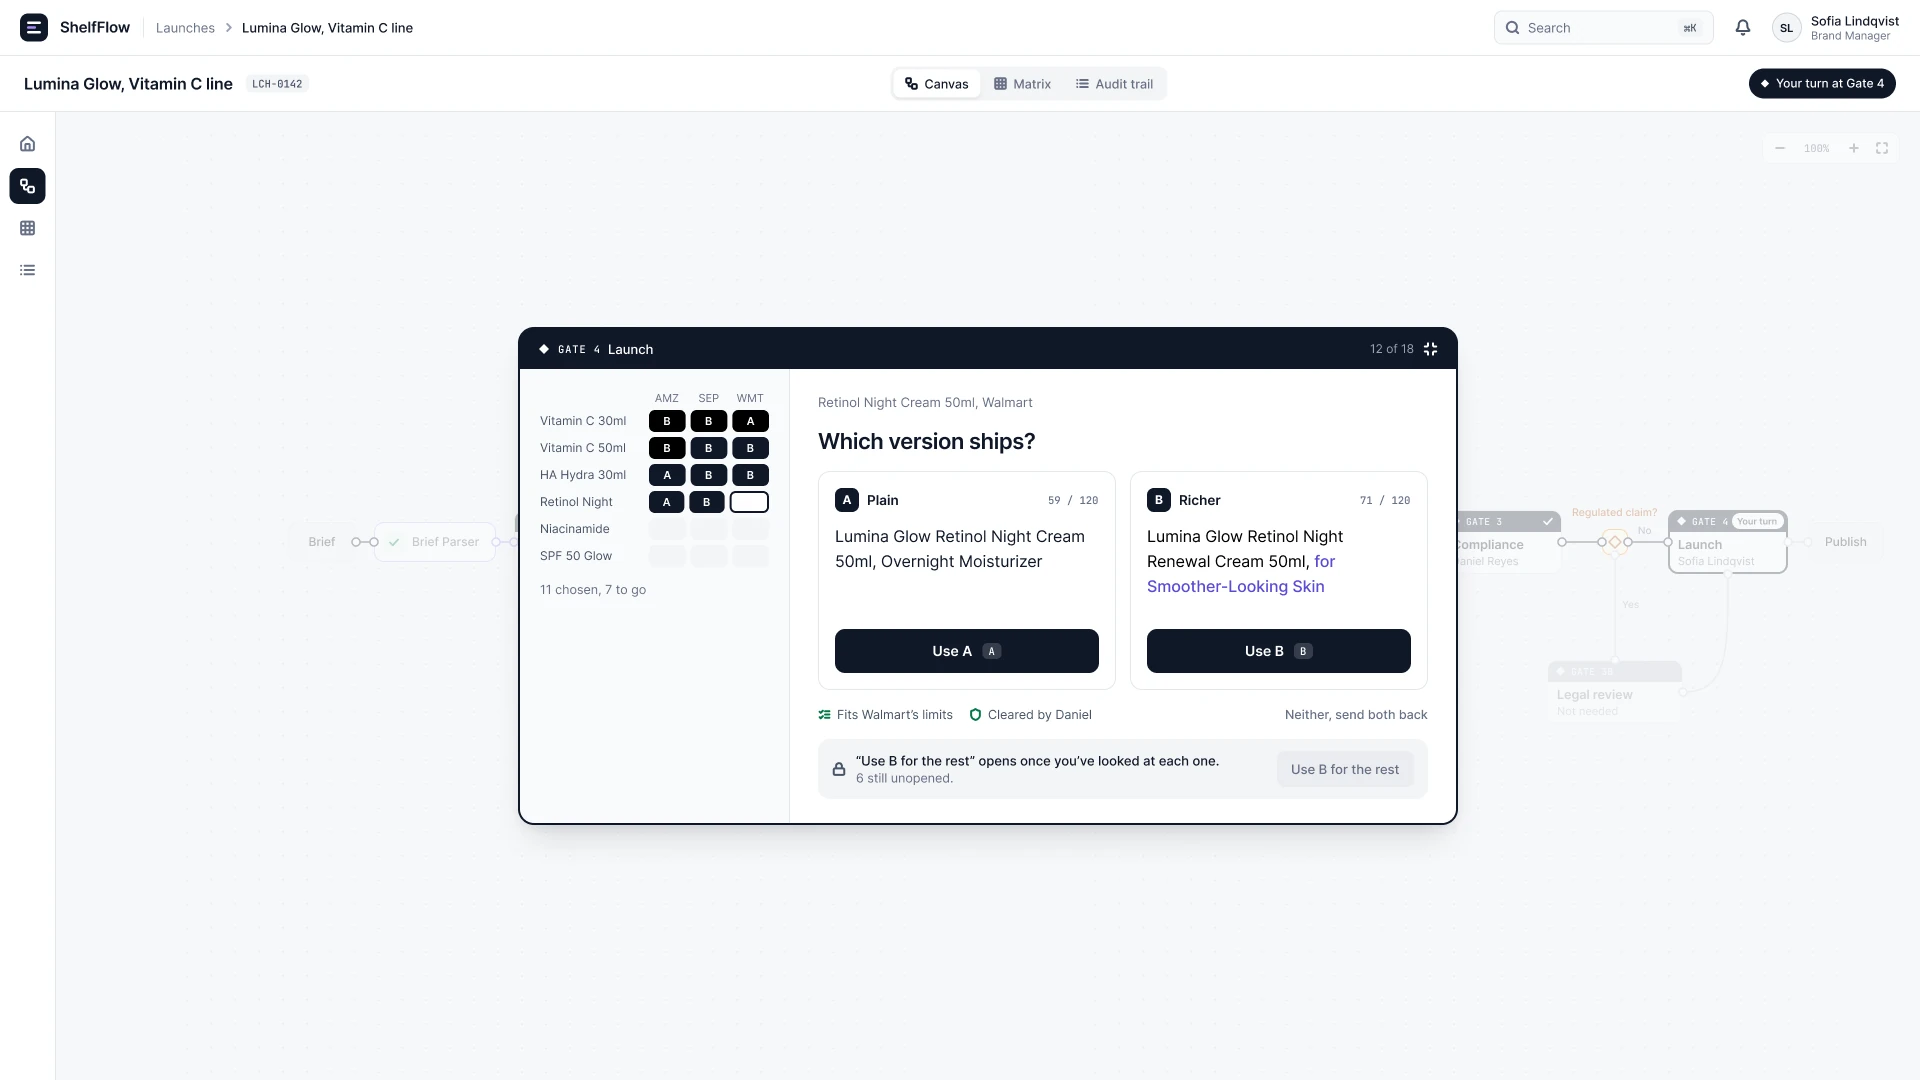 ShelfFlow
Launches
Lumina Glow, Vitamin C line
Search
⌘K
SL
Sofia Lindqvist
Brand Manager
Lumina Glow, Vitamin C line
LCH-0142
Canvas
Matrix
Audit trail
Your turn at Gate 4
100%
GATE 4 Launch
12 of 18
AMZ SEP WMT
Vitamin C 30ml B B A
Vitamin C 50ml B B B
HA Hydra 30ml A B B
Retinol Night A B
Niacinamide
SPF 50 Glow
11 chosen, 7 to go
Retinol Night Cream 50ml, Walmart
Which version ships?
A Plain 59 / 120
Lumina Glow Retinol Night Cream
50ml, Overnight Moisturizer
Use A A
B Richer 71 / 120
Lumina Glow Retinol Night
Renewal Cream 50ml, for
Smoother-Looking Skin
Use B B
Fits Walmart’s limits
Cleared by Daniel
Neither, send both back
“Use B for the rest” opens once you’ve looked at each one.
6 still unopened.
Use B for the rest
Brief
Brief Parser
GATE 3
Compliance
Daniel Reyes
Regulated claim?
No
Yes
GATE 4 Your turn
Launch
Sofia Lindqvist
Publish
GATE 3B
Legal review
Not needed